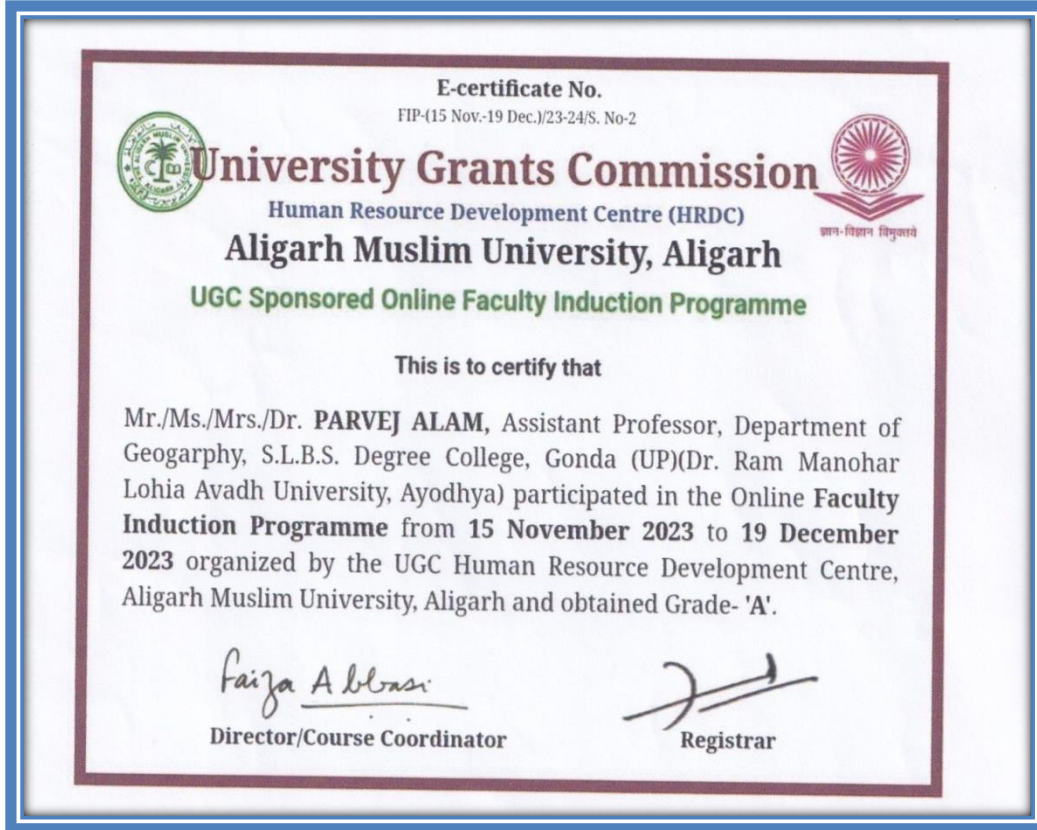 E-certificate No.
FIP-(15 Nov.-19 Dec.)/23-24/S. No-2
University Grants Commission
Human Resource Development Centre (HRDC)
ज्ञान-विज्ञान विमुक्तये
Aligarh Muslim University, Aligarh
UGC Sponsored Online Faculty Induction Programme
This is to certify that
Mr./Ms./Mrs./Dr. PARVEJ ALAM, Assistant Professor, Department of
Geogarphy, S.L.B.S. Degree College, Gonda (UP)(Dr. Ram Manohar
Lohia Avadh University, Ayodhya) participated in the Online Faculty
Induction Programme from 15 November 2023 to 19 December
2023 organized by the UGC Human Resource Development Centre,
Aligarh Muslim University, Aligarh and obtained Grade- 'A'.
Faiza Abbasi
Director/Course Coordinator
Registrar